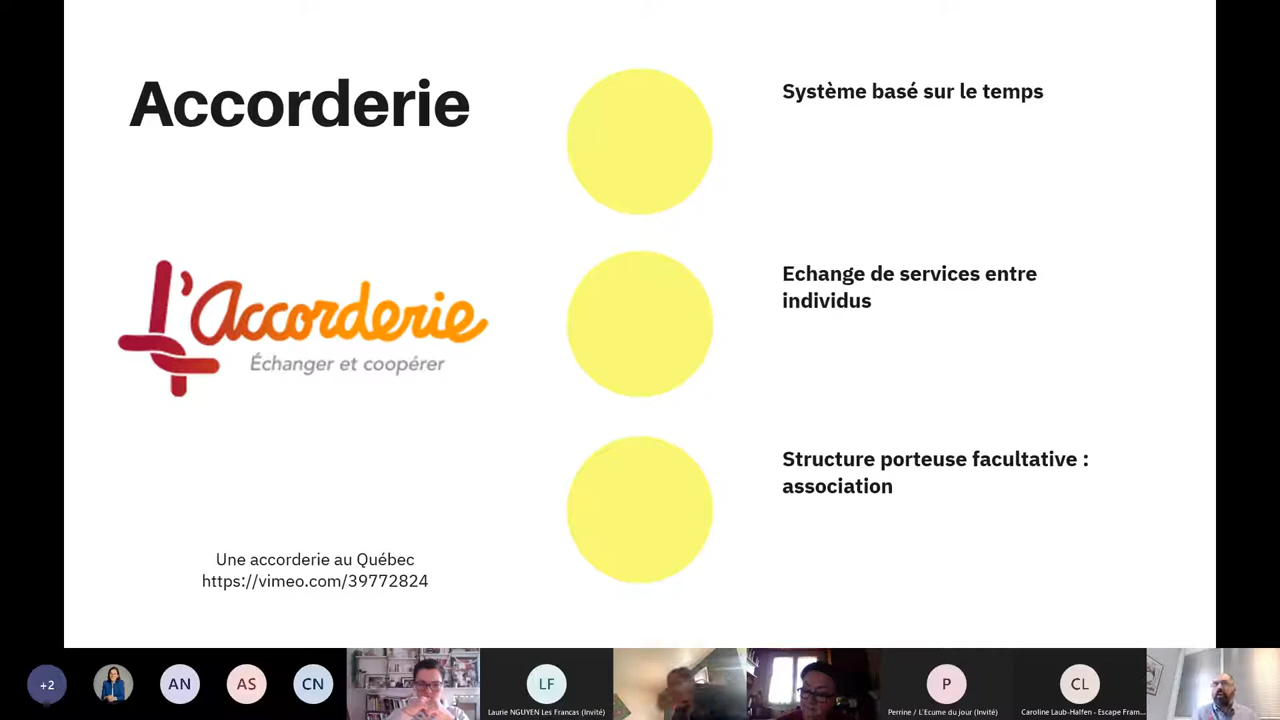 Accorderie
L'Accorderie
Échanger et coopérer
Une accorderie au Québec
https://vimeo.com/39772824
Système basé sur le temps
Echange de services entre
individus
Structure porteuse facultative :
association
+2
AN
AS
CN
LF
Laurie NGUYEN Les Francas (Invité)
P
Perrine / L'Ecume du jour (Invité)
CL
Caroline Laub-Halfen - Escape Fram...